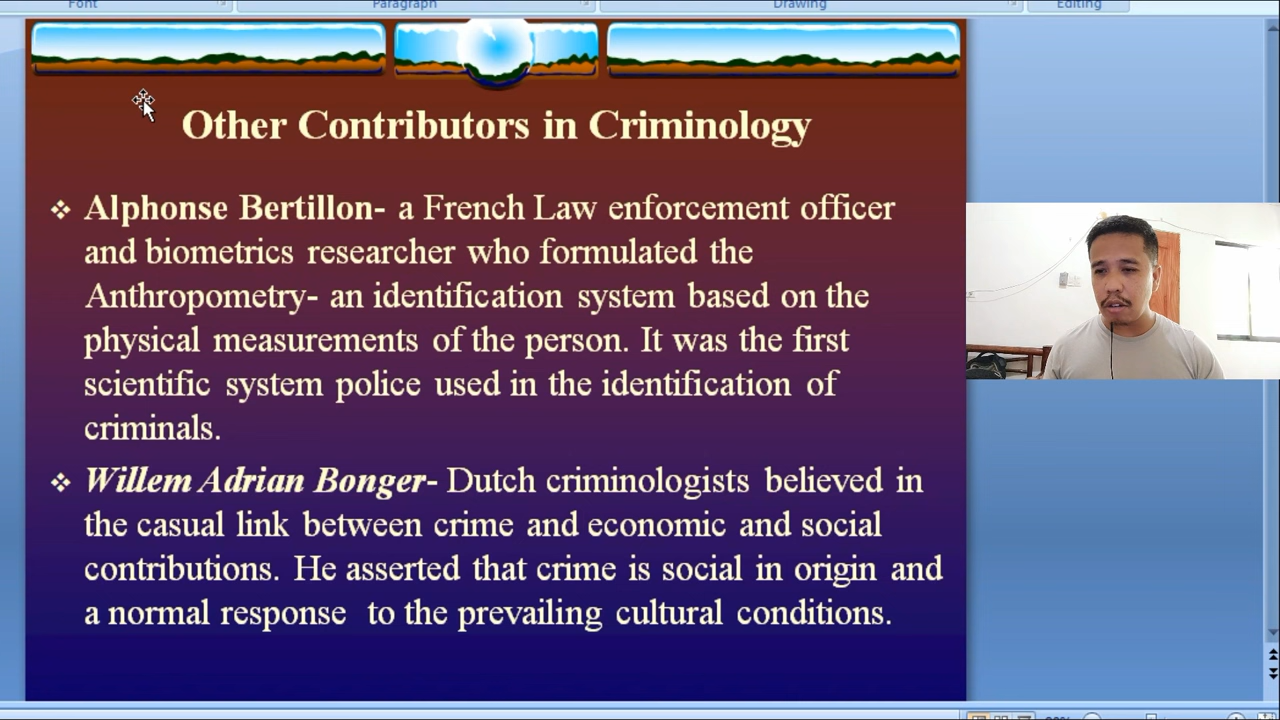 Font Paragraph Drawing Editing
Other Contributors in Criminology
❖ Alphonse Bertillon- a French Law enforcement officer
and biometrics researcher who formulated the
Anthropometry- an identification system based on the
physical measurements of the person. It was the first
scientific system police used in the identification of
criminals.
❖ Willem Adrian Bonger- Dutch criminologists believed in
the casual link between crime and economic and social
contributions. He asserted that crime is social in origin and
a normal response to the prevailing cultural conditions.